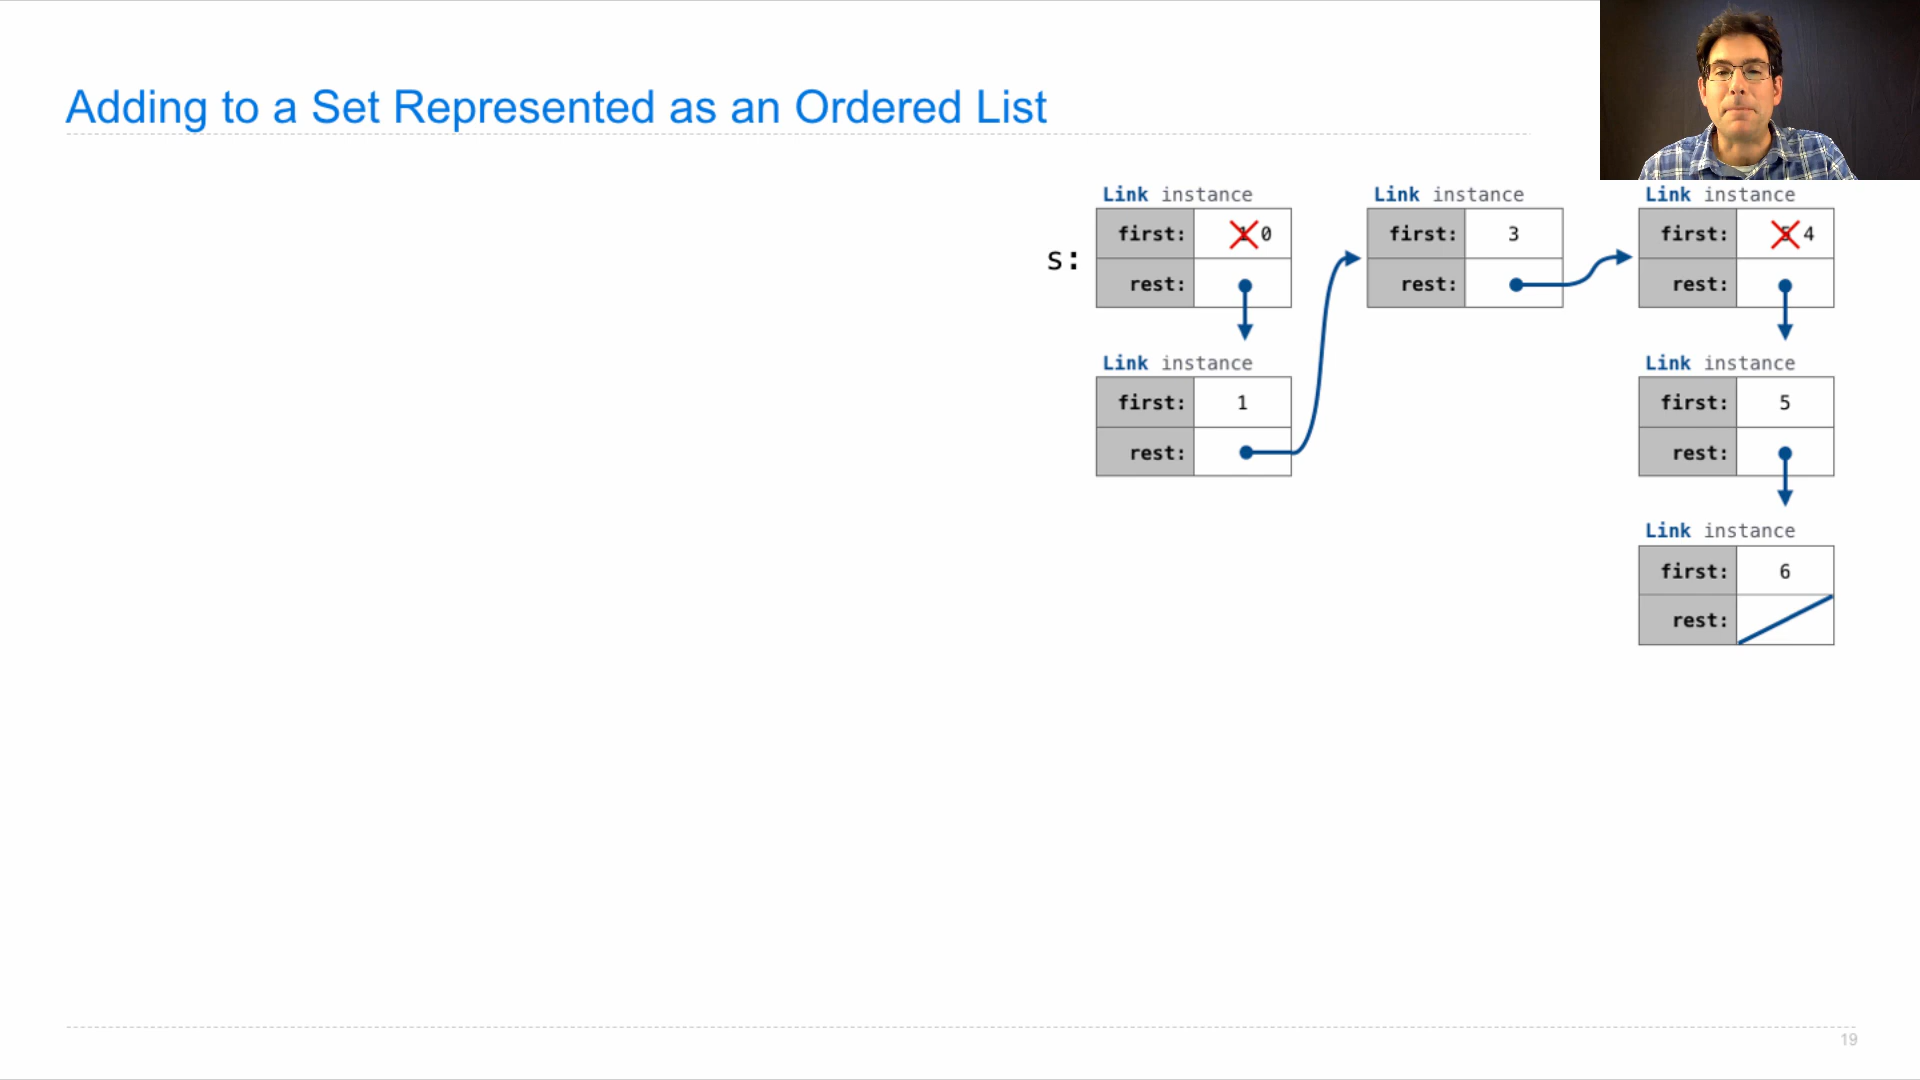 Adding to a Set Represented as an Ordered List
Link instance
Link instance
Link instance
s:
first: 1 0
first: 3
first: 5 4
rest:
rest:
rest:
Link instance
Link instance
first: 1
first: 5
rest:
rest:
Link instance
first: 6
rest:
19